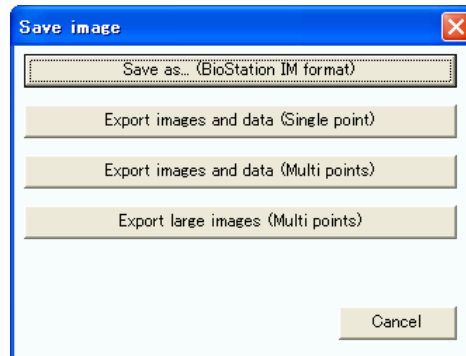 Save image
Save as... (BioStation IM format)
Export images and data (Single point)
Export images and data (Multi points)
Export large images (Multi points)
Cancel